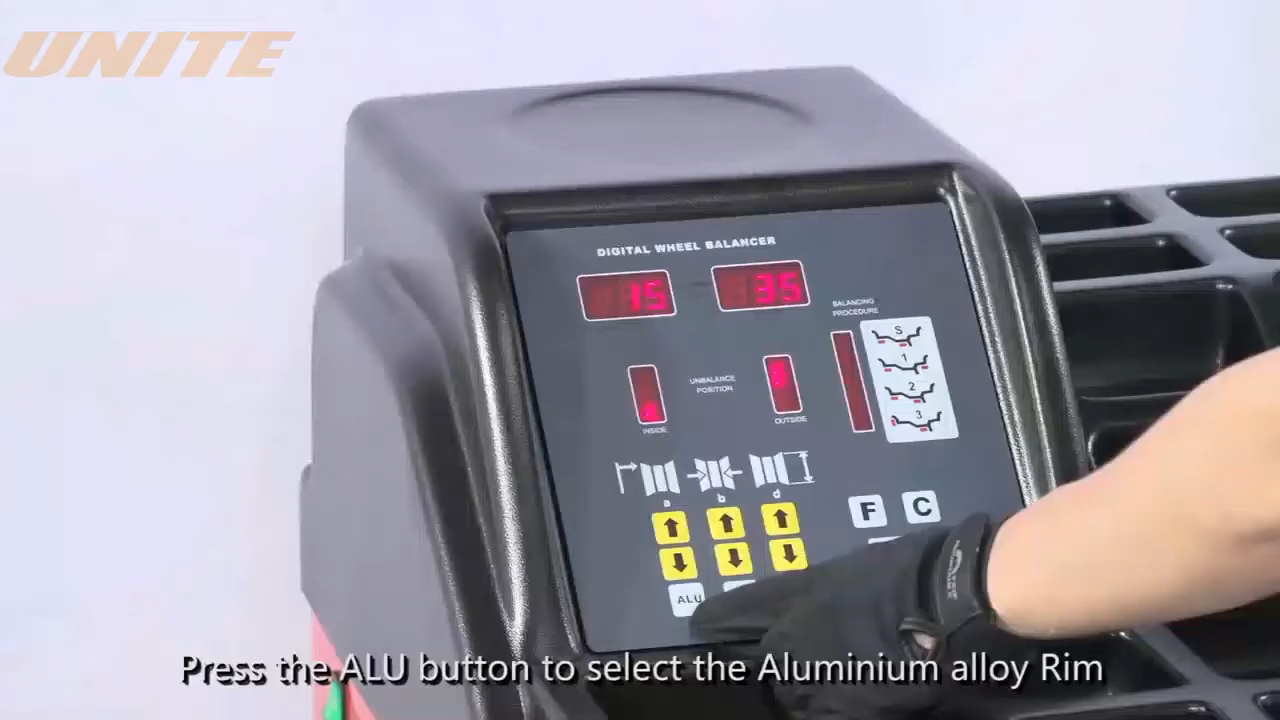 UNITE
DIGITAL WHEEL BALANCER
15 35
BALANCING
PROCEDURE
S
1
2
3
UNBALANCE
POSITION
INSIDE
OUTSIDE
a b d
F C
ALU
Press the ALU button to select the Aluminium alloy Rim